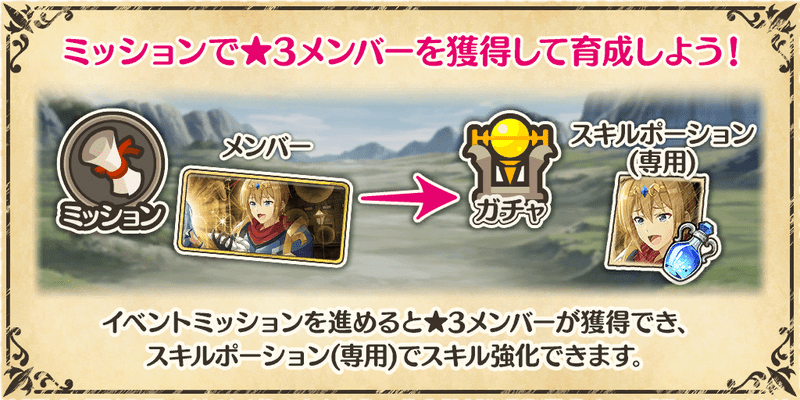 ミッションで★3メンバーを獲得して育成しよう!
メンバー
ミッション
ガチャ
スキルポーション
(専用)
イベントミッションを進めると★3メンバーが獲得でき、
スキルポーション(専用)でスキル強化できます。